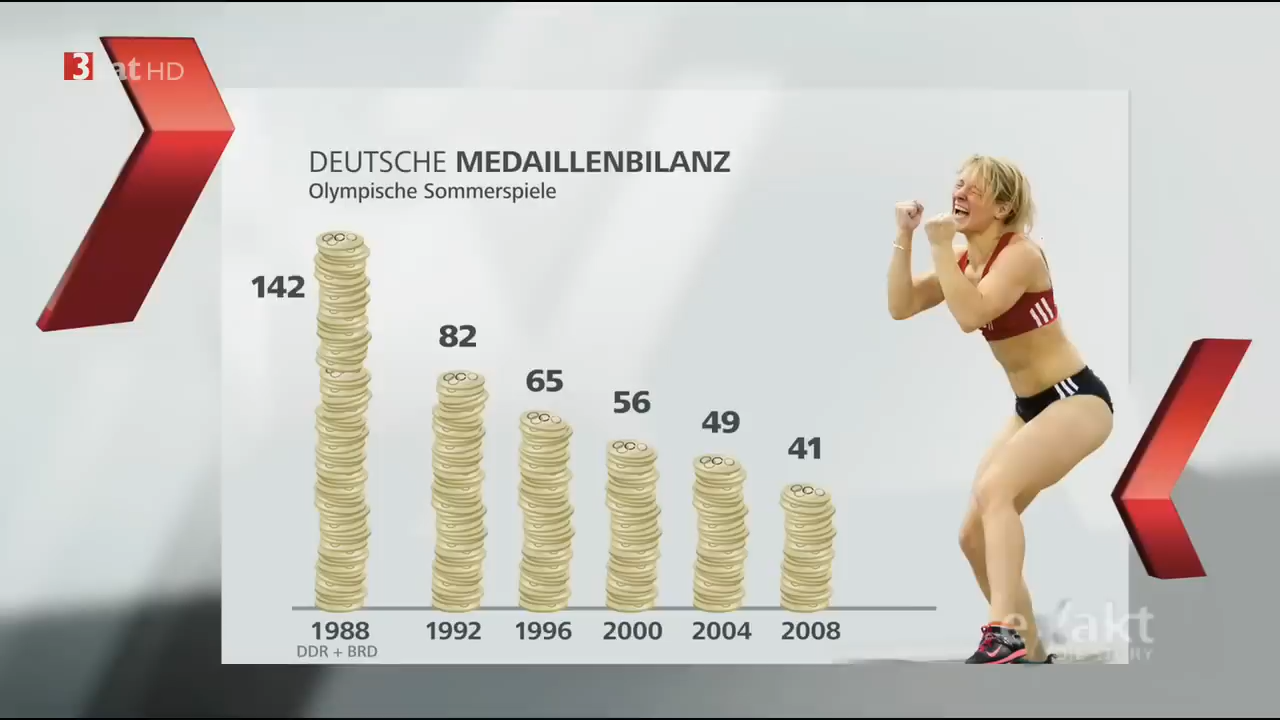 3sat HD
DEUTSCHE MEDAILLENBILANZ
Olympische Sommerspiele
142
82
65
56
49
41
1988
1992
1996
2000
2004
2008
DDR + BRD
exakt